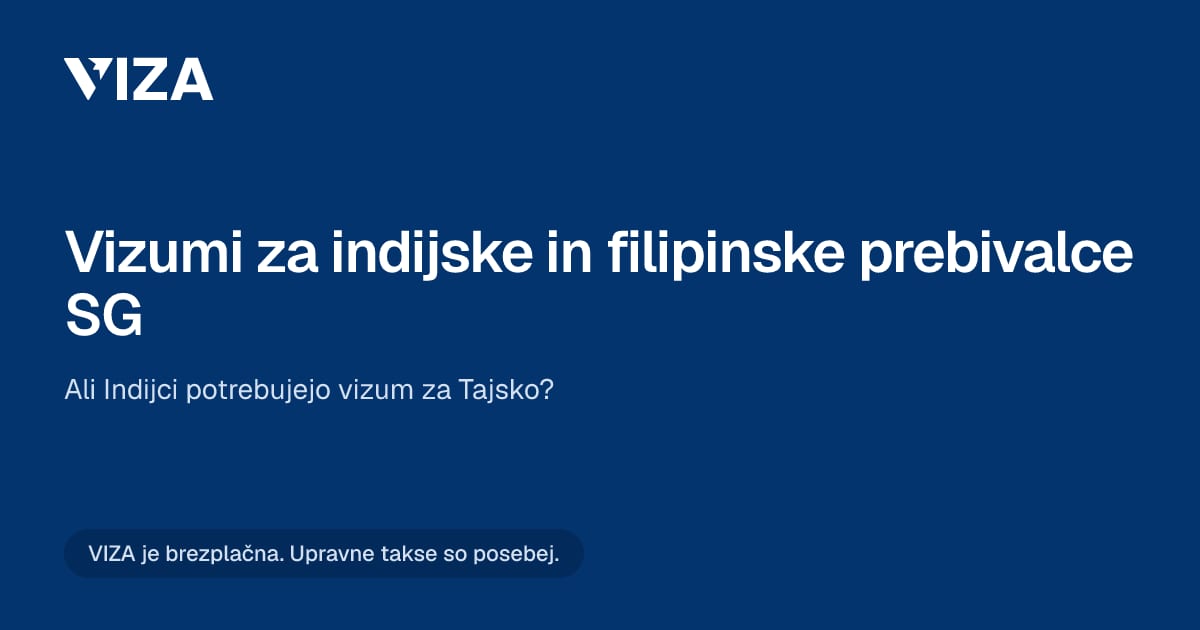 VIZA
Vizumi za indijske in filipinske prebivalce
SG
Ali Indijci potrebujejo vizum za Tajsko?
VIZA je brezplačna. Upravne takse so posebej.